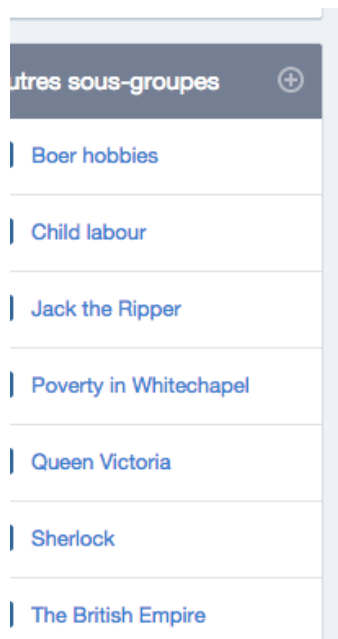 utres sous-groupes
Boer hobbies
Child labour
Jack the Ripper
Poverty in Whitechapel
Queen Victoria
Sherlock
The British Empire